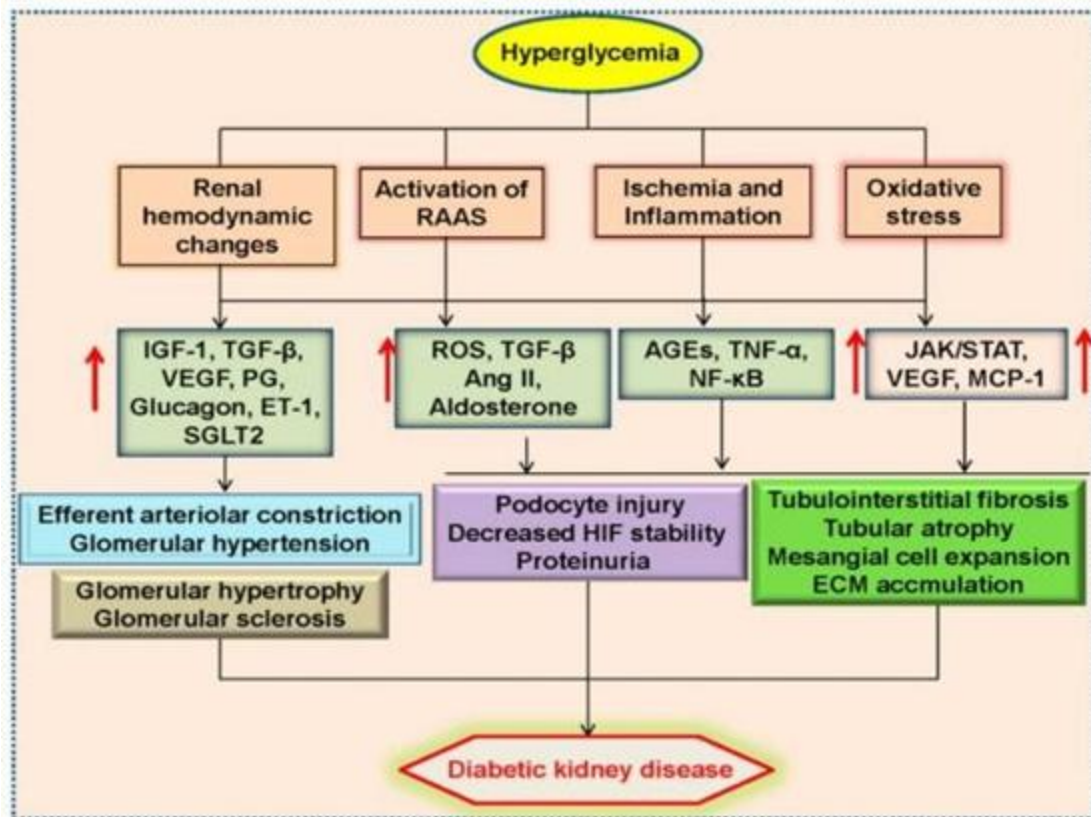 Hyperglycemia
Renal
hemodynamic
changes
Activation of
RAAS
Ischemia and
Inflammation
Oxidative
stress
IGF-1, TGF-β,
VEGF, PG,
Glucagon, ET-1,
SGLT2
ROS, TGF-β
Ang II,
Aldosterone
AGEs, TNF-α,
NF-κB
JAK/STAT,
VEGF, MCP-1
Efferent arteriolar constriction
Glomerular hypertension
Glomerular hypertrophy
Glomerular sclerosis
Podocyte injury
Decreased HIF stability
Proteinuria
Tubulointerstitial fibrosis
Tubular atrophy
Mesangial cell expansion
ECM accmulation
Diabetic kidney disease